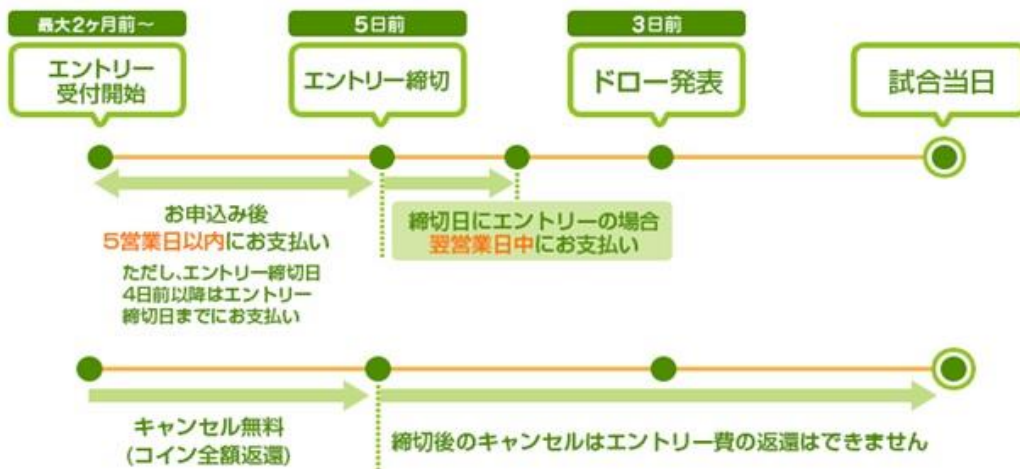 最大2ヶ月前～
5日前
3日前
エントリー
受付開始
エントリー締切
ドロー発表
試合当日
お申込み後
5営業日以内にお支払い
ただし、エントリー締切日
4日前以降はエントリー
締切日までにお支払い
締切日にエントリーの場合
翌営業日中にお支払い
キャンセル無料
(コイン全額返還)
締切後のキャンセルはエントリー費の返還はできません